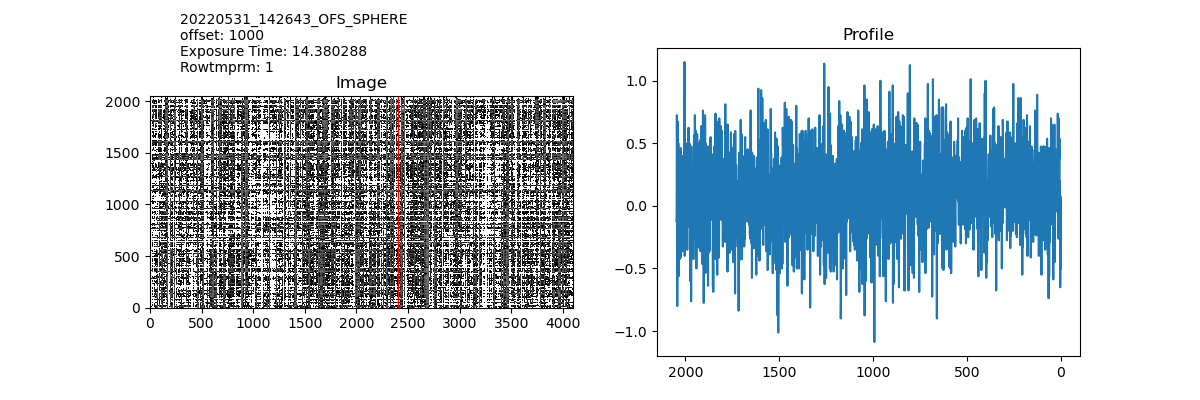 20220531_142643_OFS_SPHERE
offset: 1000
Exposure Time: 14.380288
Rowtmprm: 1
Image
2000
1500
1000
500
0
0 500 1000 1500 2000 2500 3000 3500 4000
Profile
1.0
0.5
0.0
−0.5
−1.0
2000 1500 1000 500 0